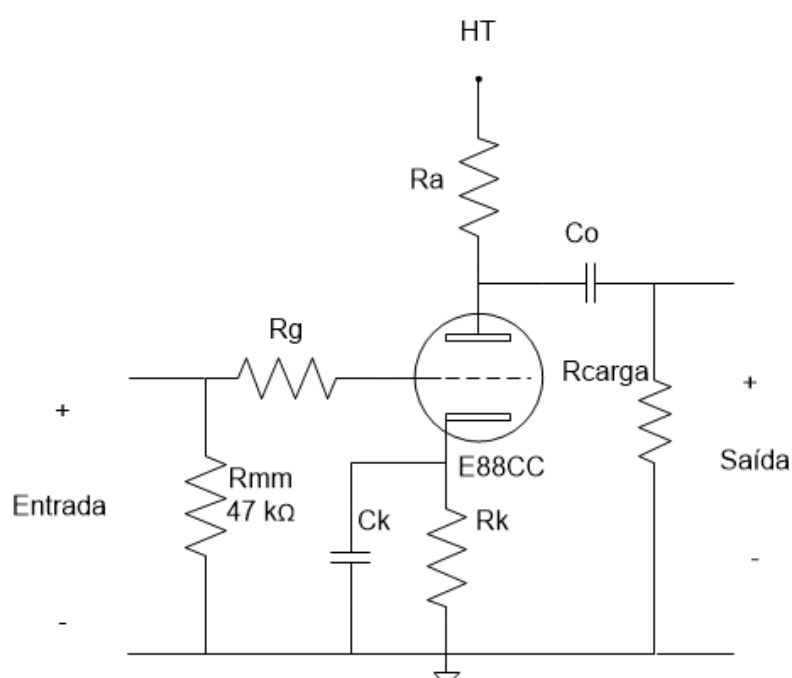 HT
Ra
Co
Rg
Rcarga
+
+
E88CC
Saída
Rmm
47 kΩ
Entrada
Ck
Rk
-
-